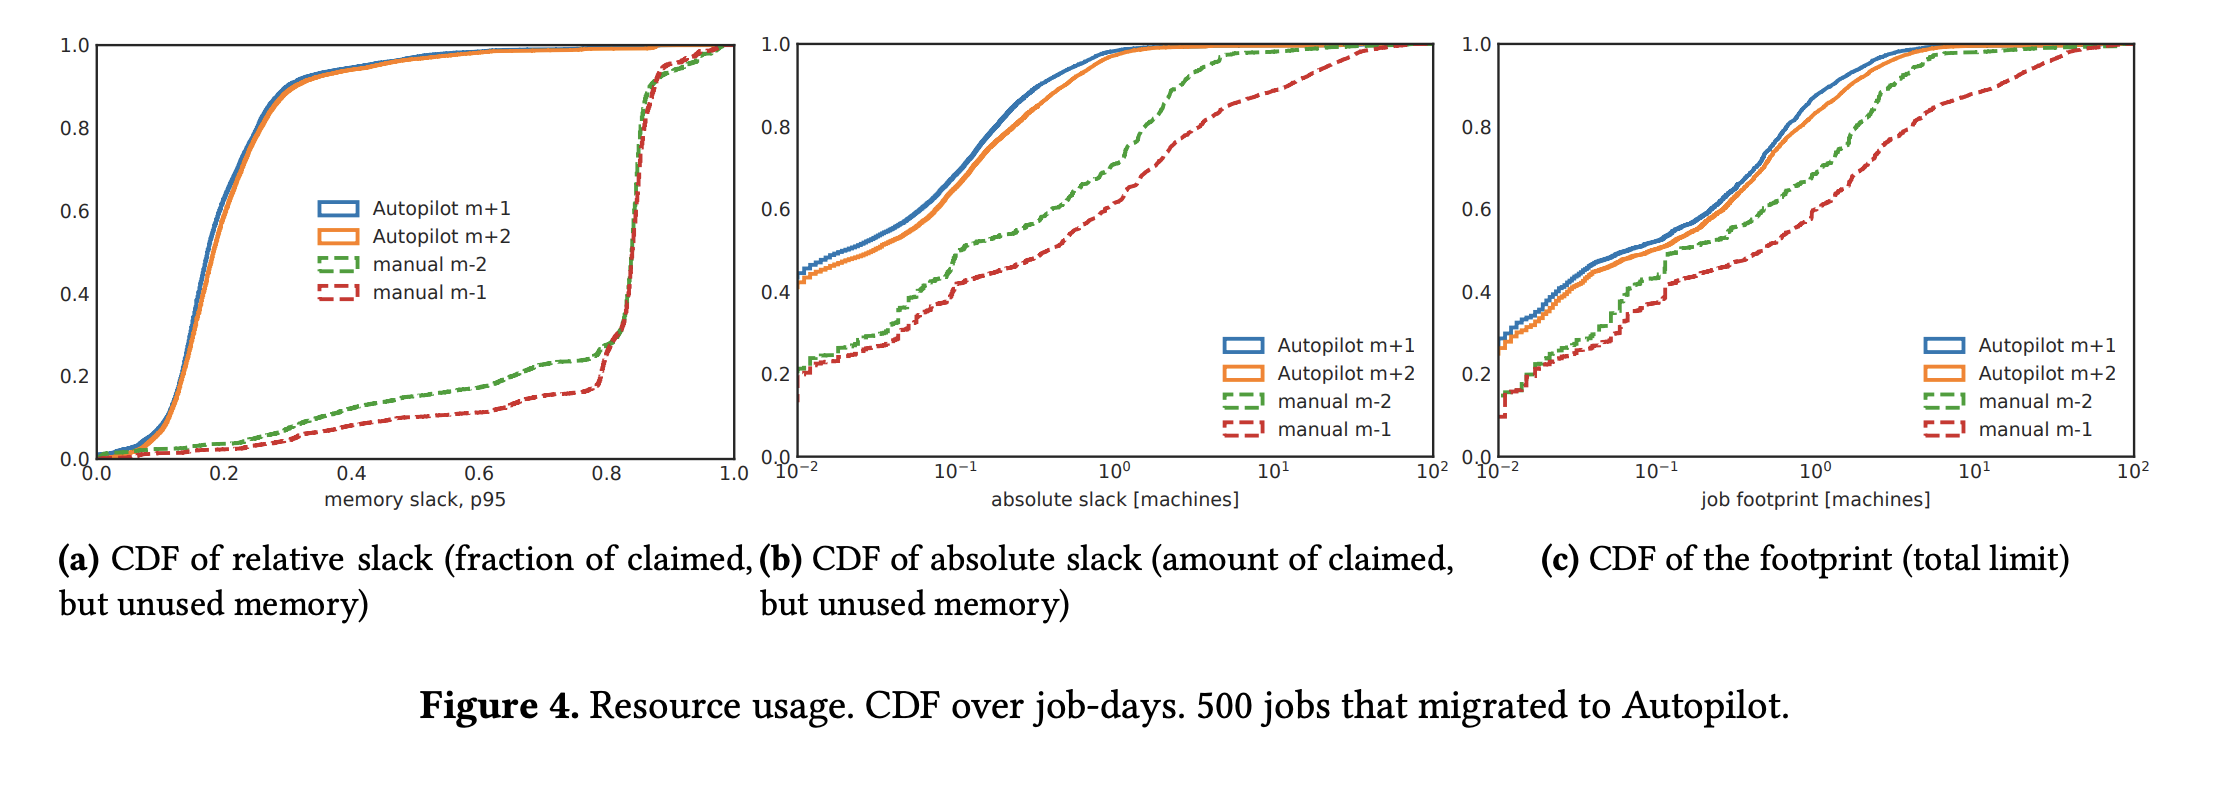 1.0
0.8
0.6
0.4
0.2
0.0
0.0 0.2 0.4 0.6 0.8 1.0
memory slack, p95
Autopilot m+1
Autopilot m+2
manual m-2
manual m-1
(a) CDF of relative slack (fraction of claimed,
but unused memory)
1.0
0.8
0.6
0.4
0.2
0.0
10⁻² 10⁻¹ 10⁰ 10¹ 10²
absolute slack [machines]
Autopilot m+1
Autopilot m+2
manual m-2
manual m-1
(b) CDF of absolute slack (amount of claimed,
but unused memory)
1.0
0.8
0.6
0.4
0.2
0.0
10⁻² 10⁻¹ 10⁰ 10¹ 10²
job footprint [machines]
Autopilot m+1
Autopilot m+2
manual m-2
manual m-1
(c) CDF of the footprint (total limit)
Figure 4. Resource usage. CDF over job-days. 500 jobs that migrated to Autopilot.